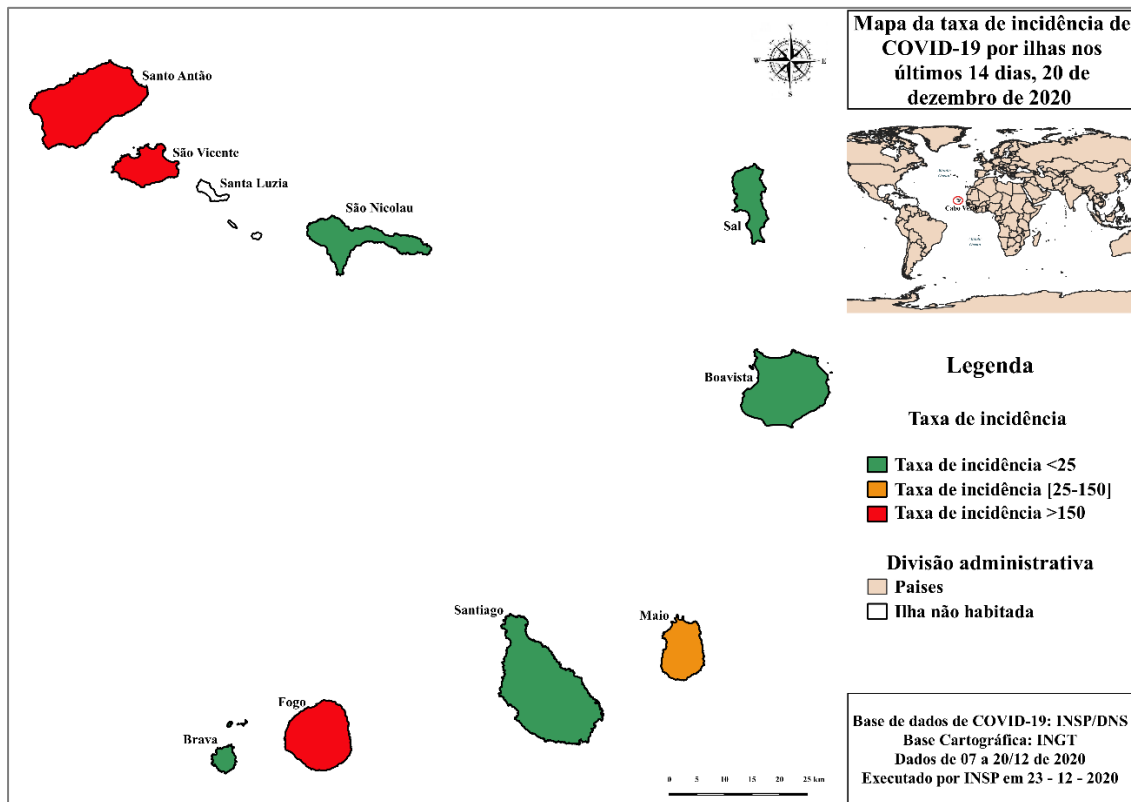 Mapa da taxa de incidência de
COVID-19 por ilhas nos
últimos 14 dias, 20 de
dezembro de 2020
N
W
E
S
Santo Antão
São Vicente
Santa Luzia
São Nicolau
Sal
Boavista
Santiago
Maio
Fogo
Brava
Cabo Ve
Legenda
Taxa de incidência
Taxa de incidência <25
Taxa de incidência [25-150]
Taxa de incidência >150
Divisão administrativa
Paises
Ilha não habitada
0 5 10 15 20 25 km
Base de dados de COVID-19: INSP/DNS
Base Cartográfica: INGT
Dados de 07 a 20/12 de 2020
Executado por INSP em 23 - 12 - 2020